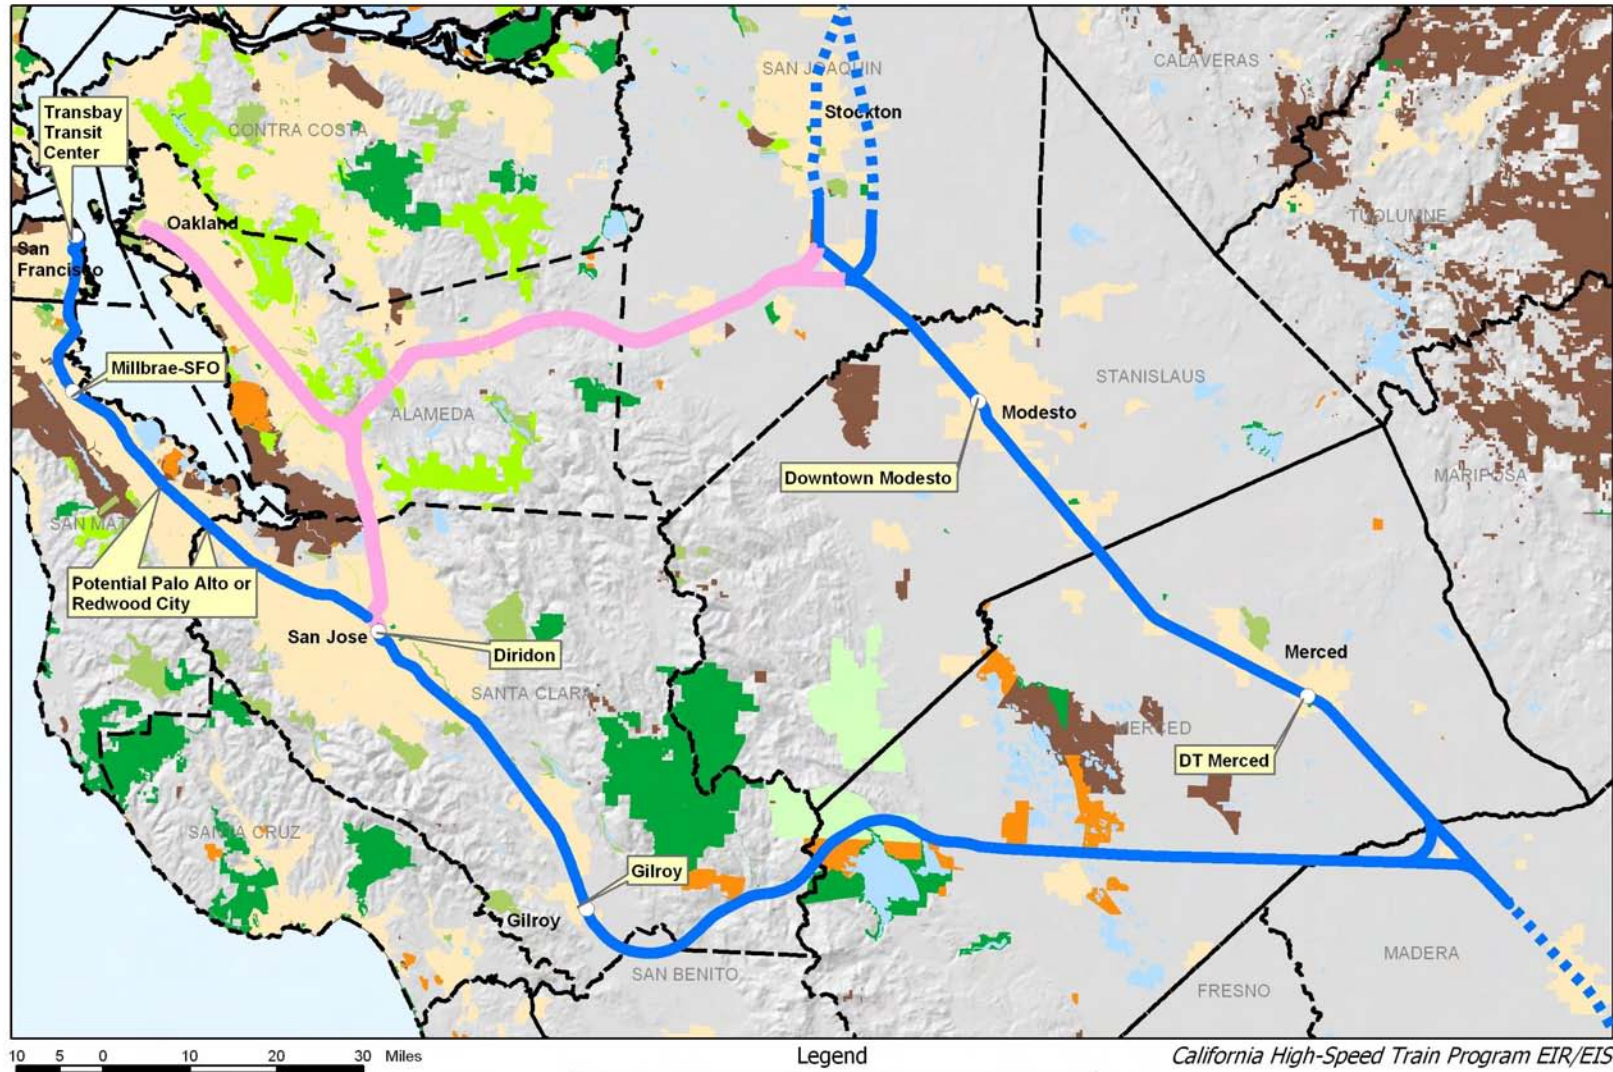 SAN JOAQUIN
CALAVERAS
Transbay
Transit
Center
CONTRA COSTA
Stockton
Oakland
TUOLUMNE
San
Francisco
Millbrae-SFO
ALAMEDA
STANISLAUS
Modesto
Downtown Modesto
MARIPOSA
SAN MAT
Potential Palo Alto or
Redwood City
San Jose
Diridon
Merced
SANTA CLARA
MERCED
DT Merced
SANTA CRUZ
Gilroy
Gilroy
SAN BENITO
MADERA
FRESNO
10 5 0 10 20 30 Miles
Legend
California High-Speed Train Program EIR/EIS